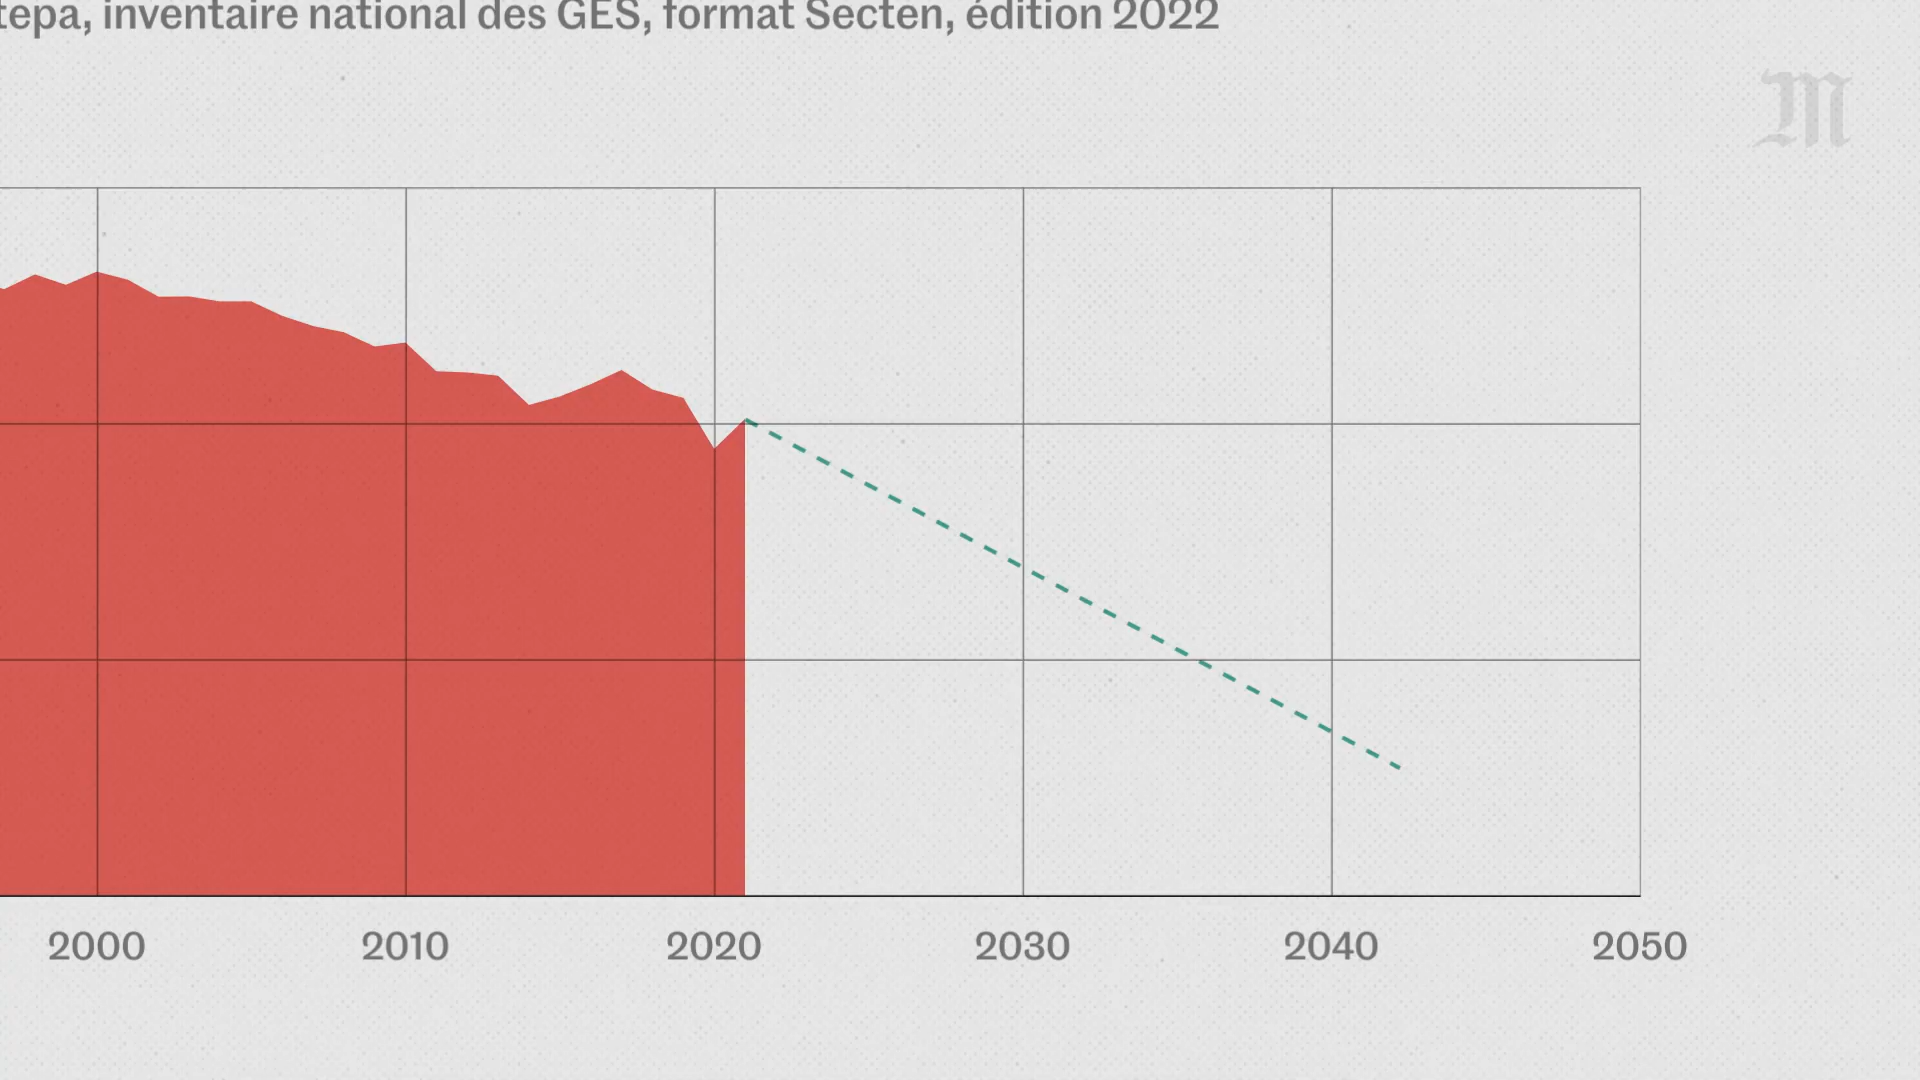 tepa, inventaire national des GES, format Secten, édition 2022
M
2000 2010 2020 2030 2040 2050